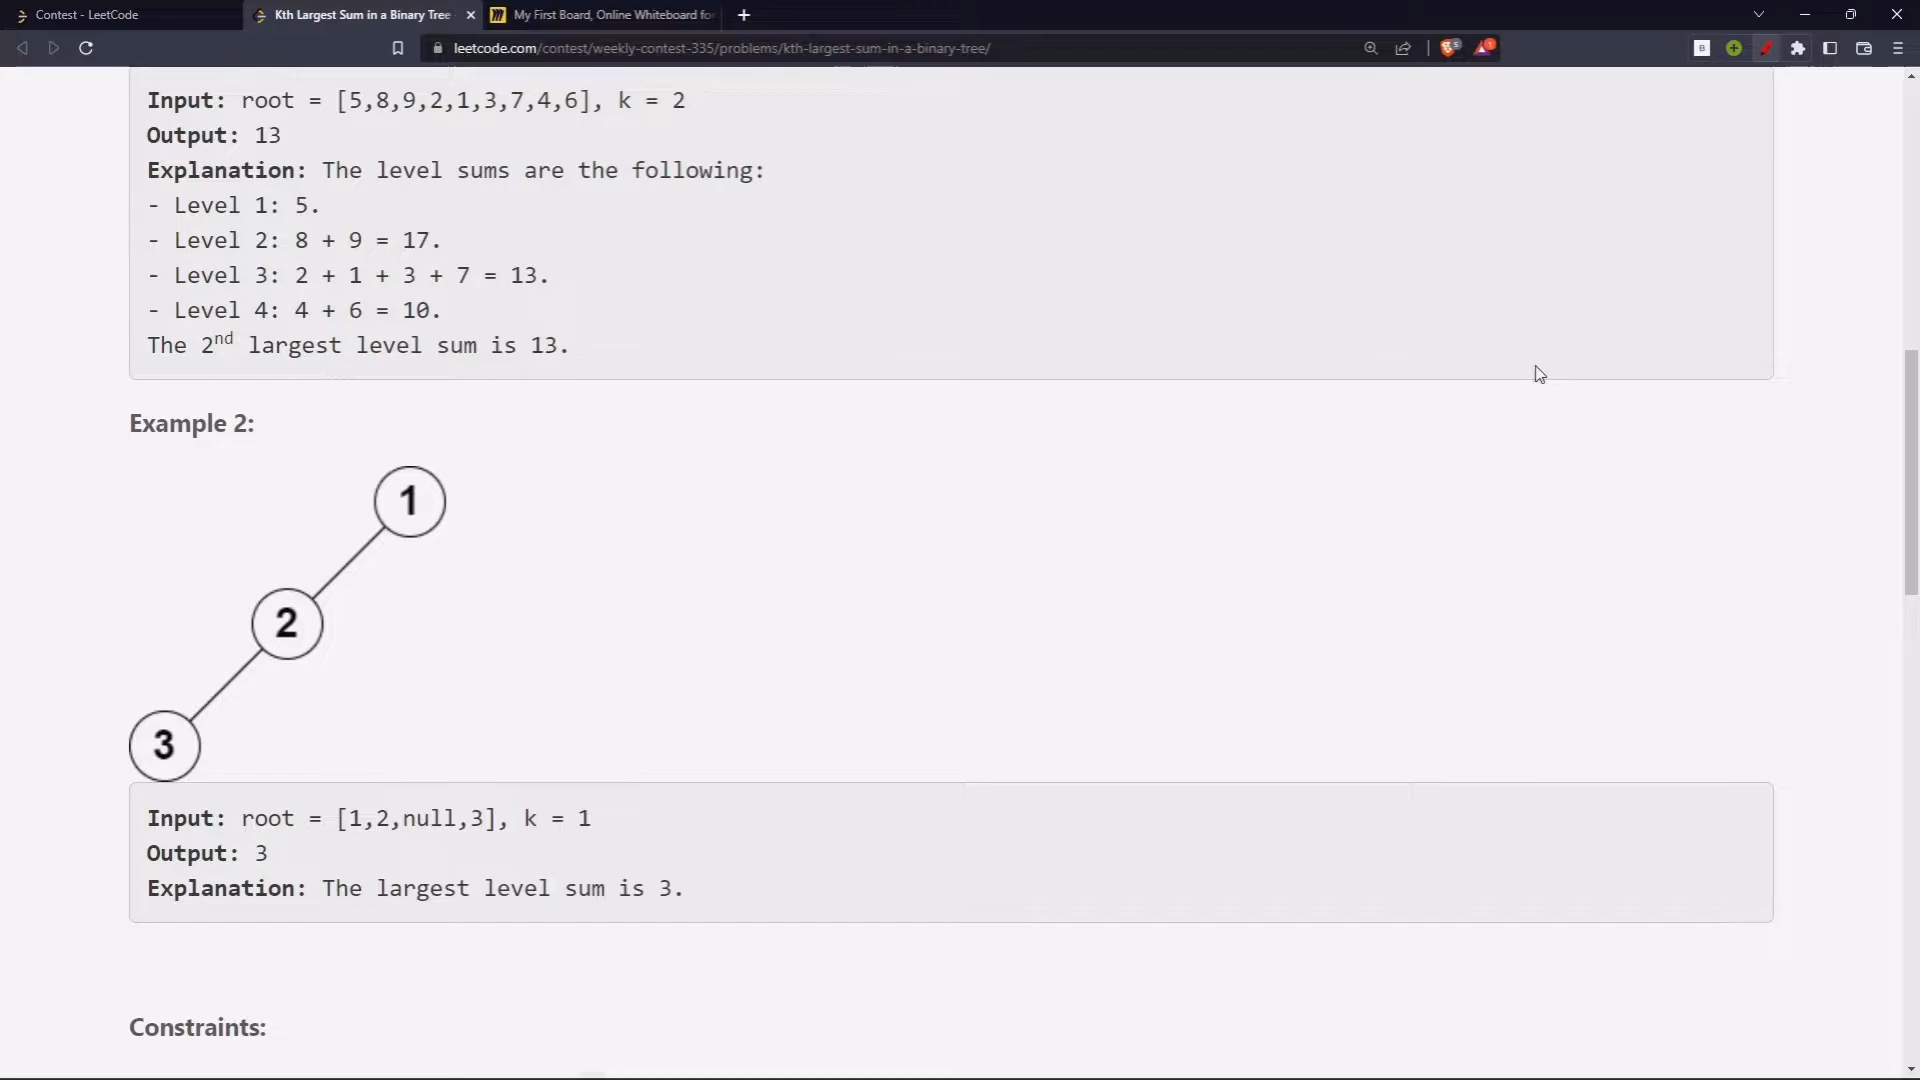 Contest - LeetCode
Kth Largest Sum in a Binary Tree
My First Board, Online Whiteboard for
leetcode.com/contest/weekly-contest-335/problems/kth-largest-sum-in-a-binary-tree/
Input: root = [5,8,9,2,1,3,7,4,6], k = 2
Output: 13
Explanation: The level sums are the following:
- Level 1: 5.
- Level 2: 8 + 9 = 17.
- Level 3: 2 + 1 + 3 + 7 = 13.
- Level 4: 4 + 6 = 10.
The 2nd largest level sum is 13.
Example 2:
1
2
3
Input: root = [1,2,null,3], k = 1
Output: 3
Explanation: The largest level sum is 3.
Constraints: